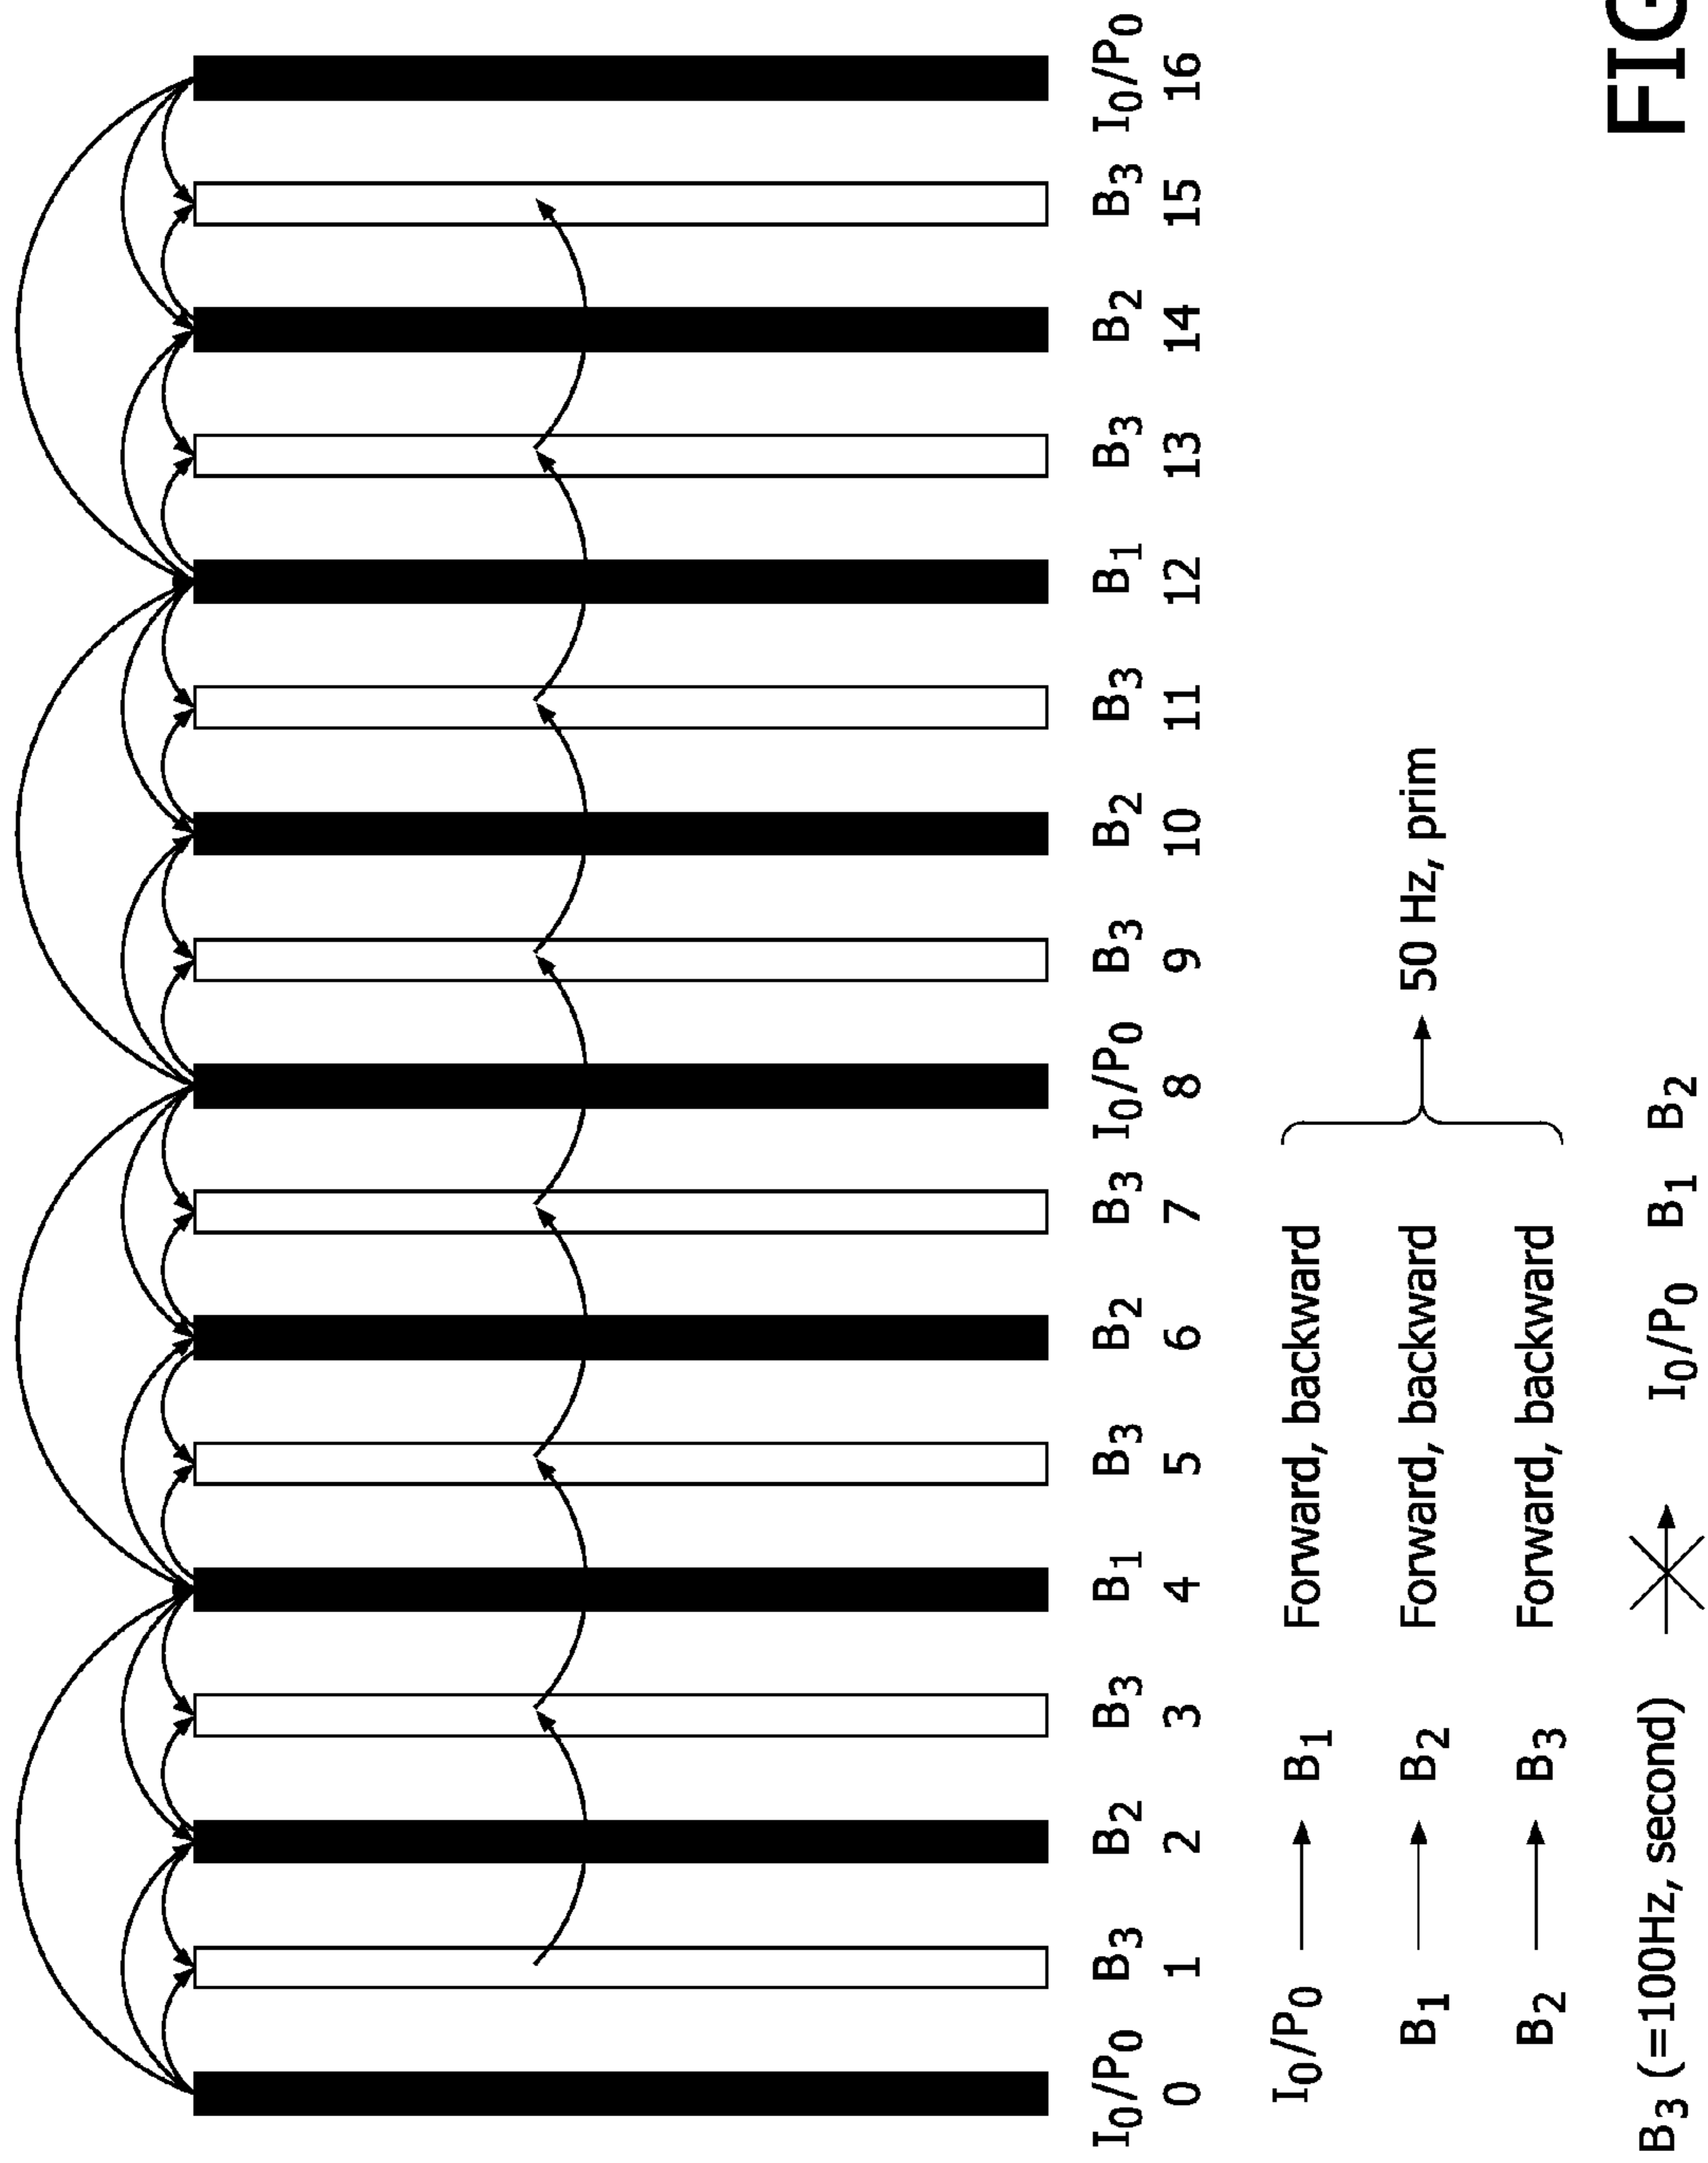 I0/P0 B3 B2 B3 B1 B3 B2 B3 I0/P0 B3 B2 B3 B1 B3 B2 B3 I0/P0
0 1 2 3 4 5 6 7 8 9 10 11 12 13 14 15 16
I0/P0 → B1 Forward, backward
B1 → B2 Forward, backward → 50 Hz, prim
B2 → B3 Forward, backward
B3 (=100Hz, second) → I0/P0 B1 B2
FIG